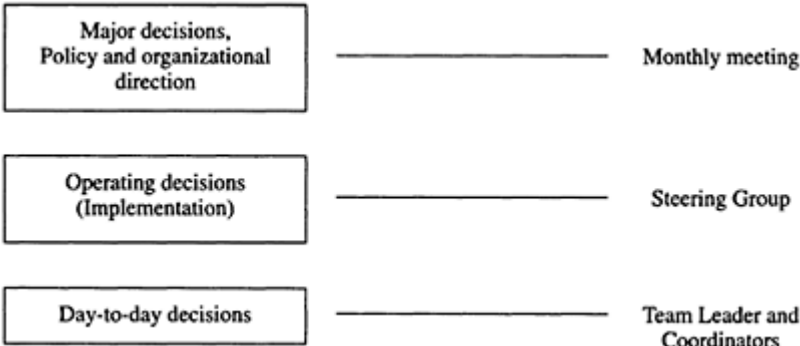 Major decisions,
Policy and organizational
direction
Monthly meeting
Operating decisions
(Implementation)
Steering Group
Day-to-day decisions
Team Leader and
Coordinators